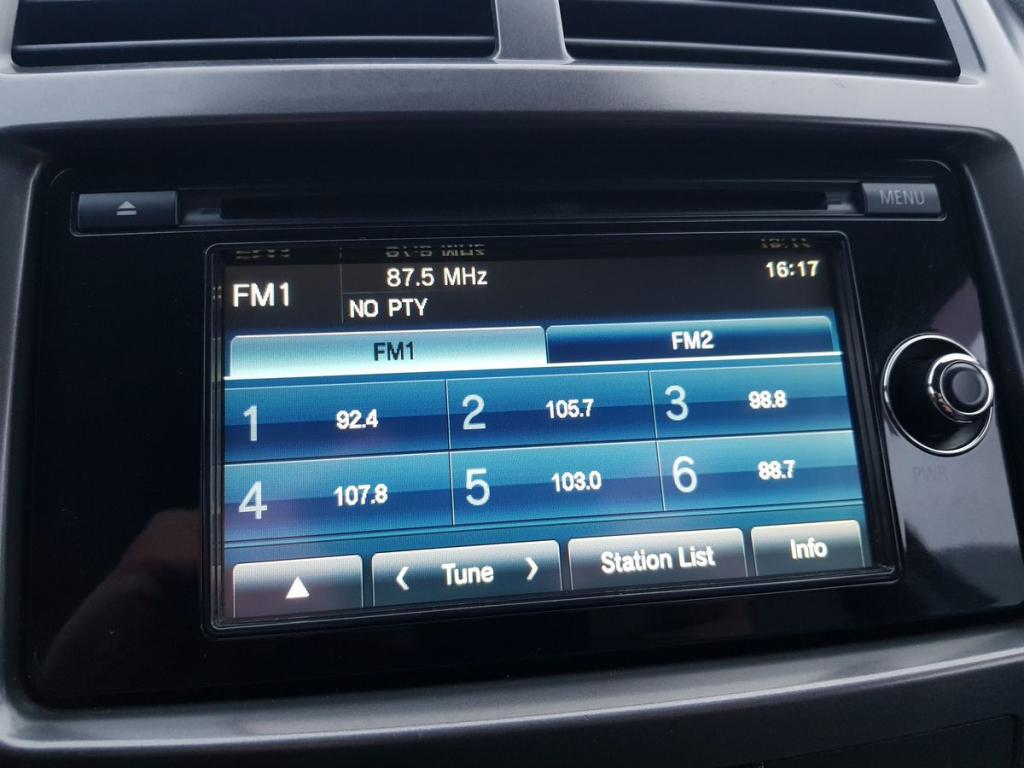 MENU
87.5 MHz
16:17
FM1
NO PTY
FM1
FM2
1 92.4
2 105.7
3 98.8
4 107.8
5 103.0
6 88.7
Tune
Station List
Info
PWR